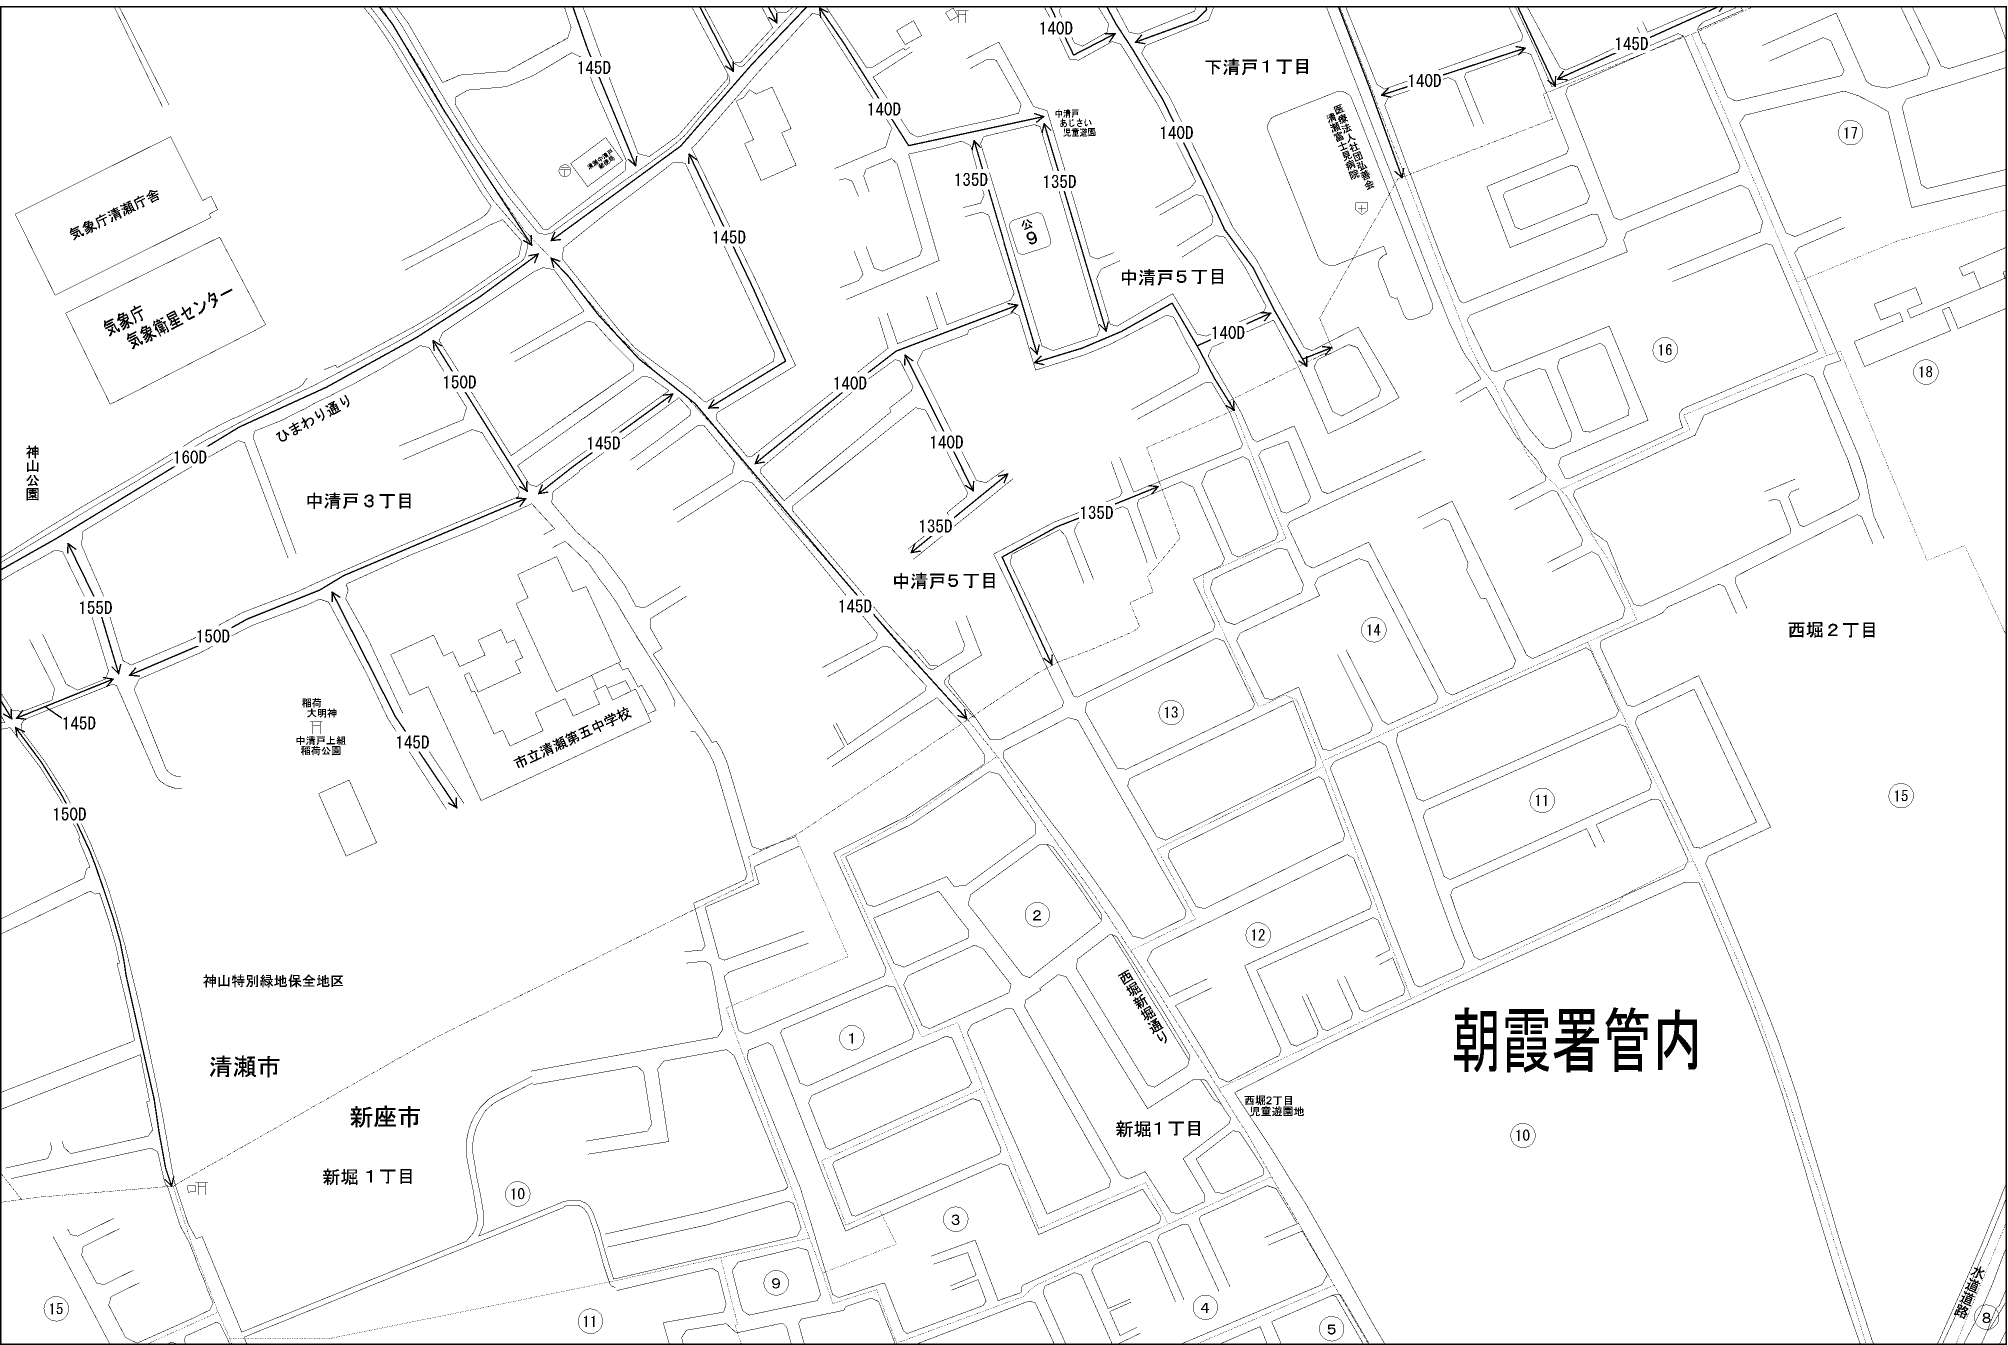 140D
145D
145D
140D
下清戸1丁目
140D
中清戸
あじさい
児童遊園
140D
医療法人社団弘善会
清瀬富士見病院
清瀬中清戸
郵便局
17
135D
135D
気象庁清瀬庁舎
公
9
145D
中清戸5丁目
気象庁
気象衛星センター
140D
16
18
150D
140D
ひまわり通り
145D
140D
160D
神山公園
中清戸3丁目
135D
135D
中清戸5丁目
155D
145D
150D
14
西堀2丁目
稲荷
大明神
中清戸上組
稲荷公園
145D
145D
市立清瀬第五中学校
13
150D
11
15
2
12
神山特別緑地保全地区
西堀新堀通り
1
朝霞署管内
清瀬市
新座市
西堀2丁目
児童遊園地
新堀1丁目
10
新堀1丁目
10
3
水道道路
9
15
11
4
5
8